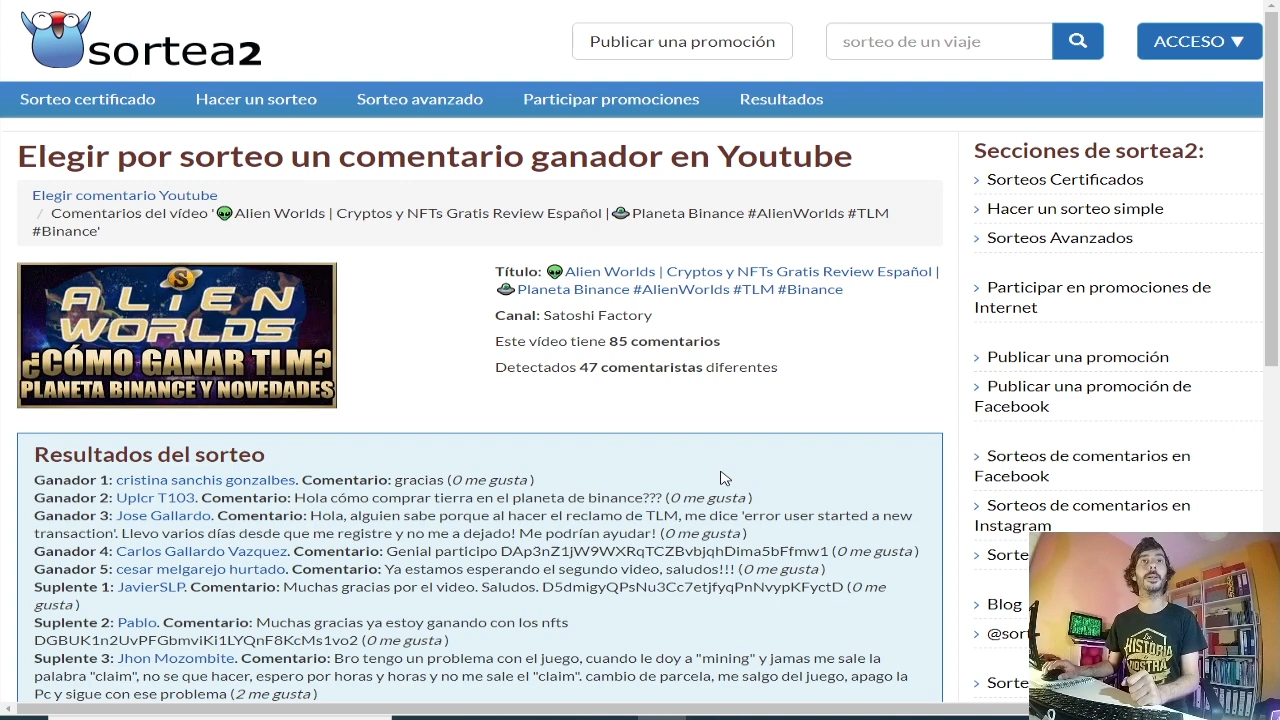 sortea2
Publicar una promoción
sorteo de un viaje
ACCESO ▼
Sorteo certificado
Hacer un sorteo
Sorteo avanzado
Participar promociones
Resultados
Elegir por sorteo un comentario ganador en Youtube
Elegir comentario Youtube
/ Comentarios del vídeo '👽Alien Worlds | Cryptos y NFTs Gratis Review Español |🛸Planeta Binance #AlienWorlds #TLM
#Binance'
S
ALIEN
WORLDS
¿CÓMO GANAR TLM?
PLANETA BINANCE Y NOVEDADES
Título: 👽Alien Worlds | Cryptos y NFTs Gratis Review Español |
🛸Planeta Binance #AlienWorlds #TLM #Binance
Canal: Satoshi Factory
Este vídeo tiene 85 comentarios
Detectados 47 comentaristas diferentes
Resultados del sorteo
Ganador 1: cristina sanchis gonzalbes. Comentario: gracias (0 me gusta )
Ganador 2: Uplcr T103. Comentario: Hola cómo comprar tierra en el planeta de binance??? (0 me gusta )
Ganador 3: Jose Gallardo. Comentario: Hola, alguien sabe porque al hacer el reclamo de TLM, me dice 'error user started a new
transaction'. Llevo varios días desde que me registre y no me a dejado! Me podrían ayudar! (0 me gusta )
Ganador 4: Carlos Gallardo Vazquez. Comentario: Genial participo DAp3nZ1jW9WXRqTCZBvbjqhDima5bFfmw1 (0 me gusta )
Ganador 5: cesar melgarejo hurtado. Comentario: Ya estamos esperando el segundo video, saludos!!! (0 me gusta )
Suplente 1: JavierSLP. Comentario: Muchas gracias por el video. Saludos. D5dmigyQPsNu3Cc7etjfyqPnNvypKFyctD (0 me
gusta )
Suplente 2: Pablo. Comentario: Muchas gracias ya estoy ganando con los nfts
DGBUK1n2UvPFGbmviKi1LYQnF8KcMs1vo2 (0 me gusta )
Suplente 3: Jhon Mozombite. Comentario: Bro tengo un problema con el juego, cuando le doy a "mining" y jamas me sale la
palabra "claim", no se que hacer, espero por horas y horas y no me sale el "claim". cambio de parcela, me salgo del juego, apago la
Pc y sigue con ese problema (2 me gusta )
Secciones de sortea2:
Sorteos Certificados
Hacer un sorteo simple
Sorteos Avanzados
Participar en promociones de
Internet
Publicar una promoción
Publicar una promoción de
Facebook
Sorteos de comentarios en
Facebook
Sorteos de comentarios en
Instagram
Sorte
Blog
@sort
Sorte
La
HISTORIA
ES
NUESTRA